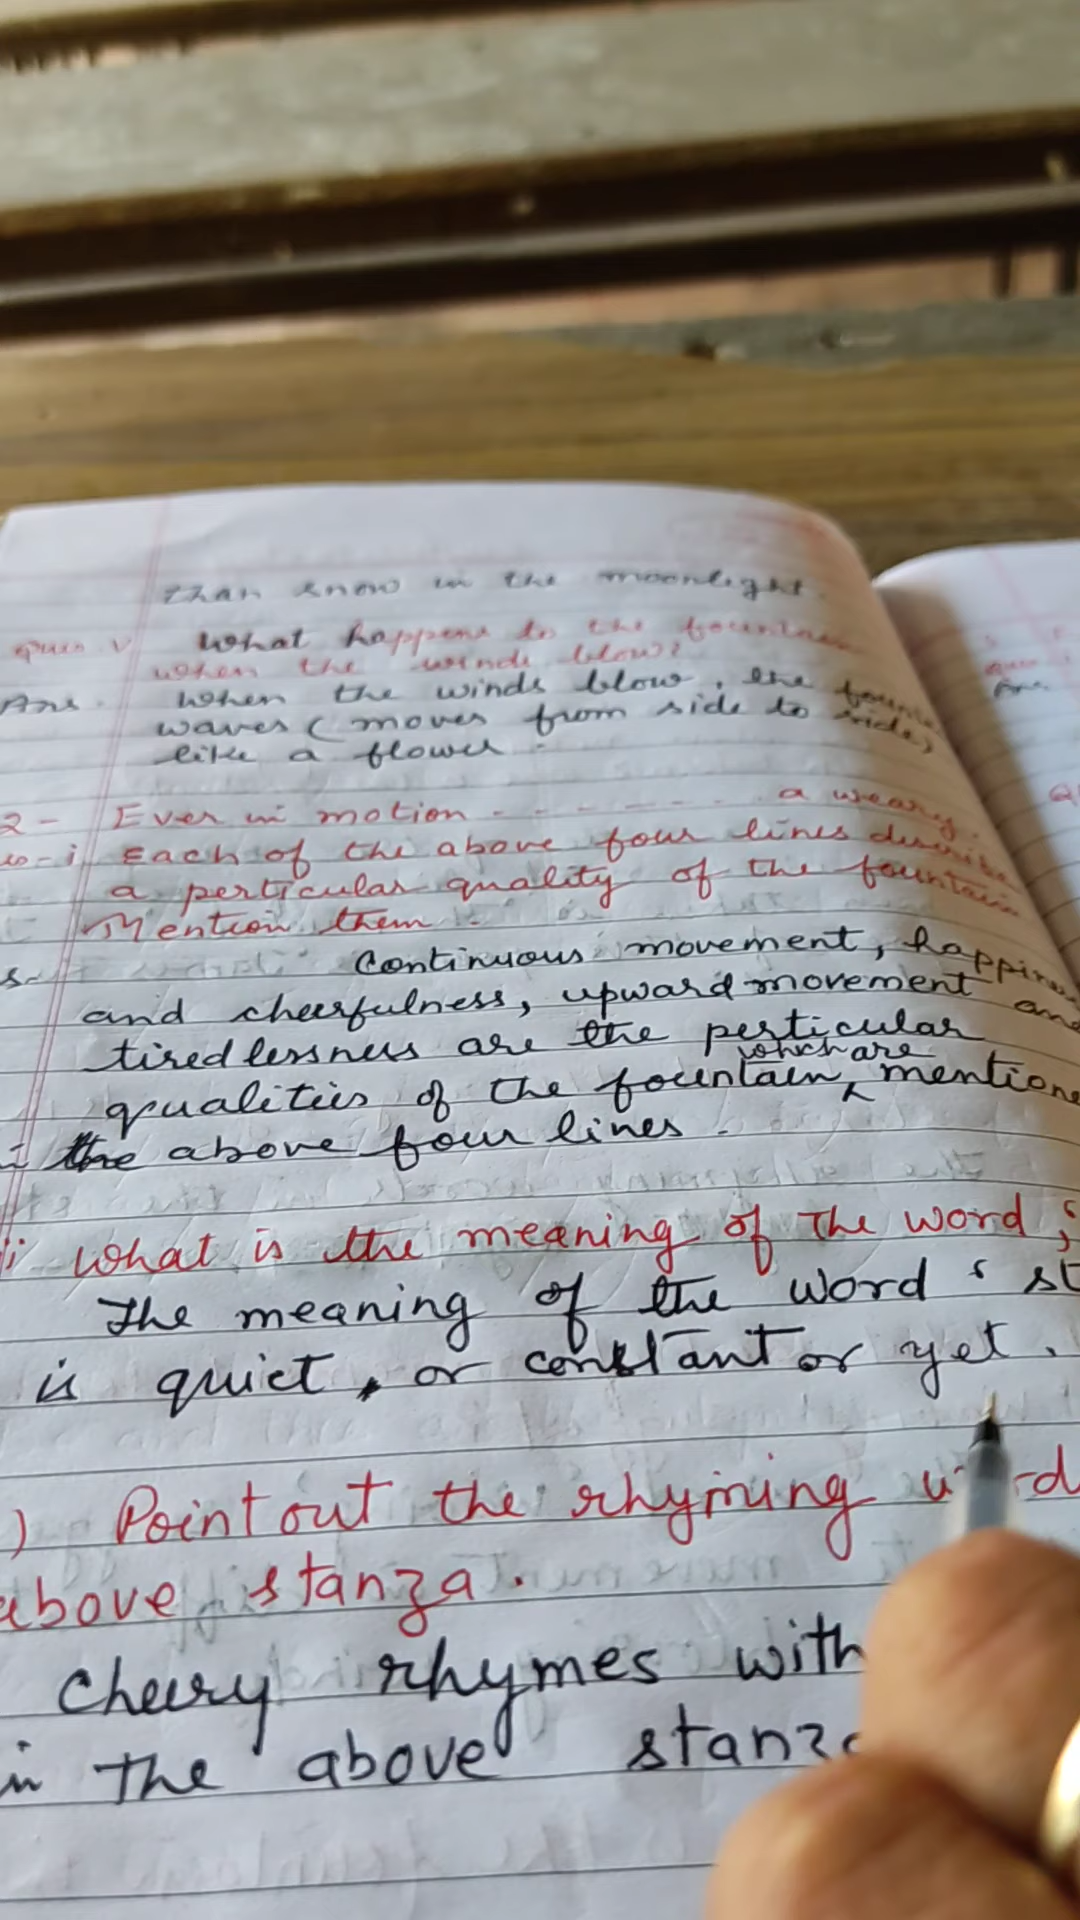 than snow in the moonlight.
Ques. V What happens to the fountain
when the winds blow?
Ans. When the winds blow, the
waves (moves from side to side)
like a flower.
2- Ever in motion - - - - - - - a weary.
i Each of the above four lines describe
a perticular quality of the fountain
Mention them.
Continuous movement, happiness
and cheerfulness, upward movement and
tiredlessness are the perticular
which are
qualities of the fountain, mentione
the above four lines.
What is the meaning of the word ;
The meaning of the word ' st
is quiet, or constant or yet.
) Point out the rhyming
above stanza.
Cheery rhymes with
in the above stanza